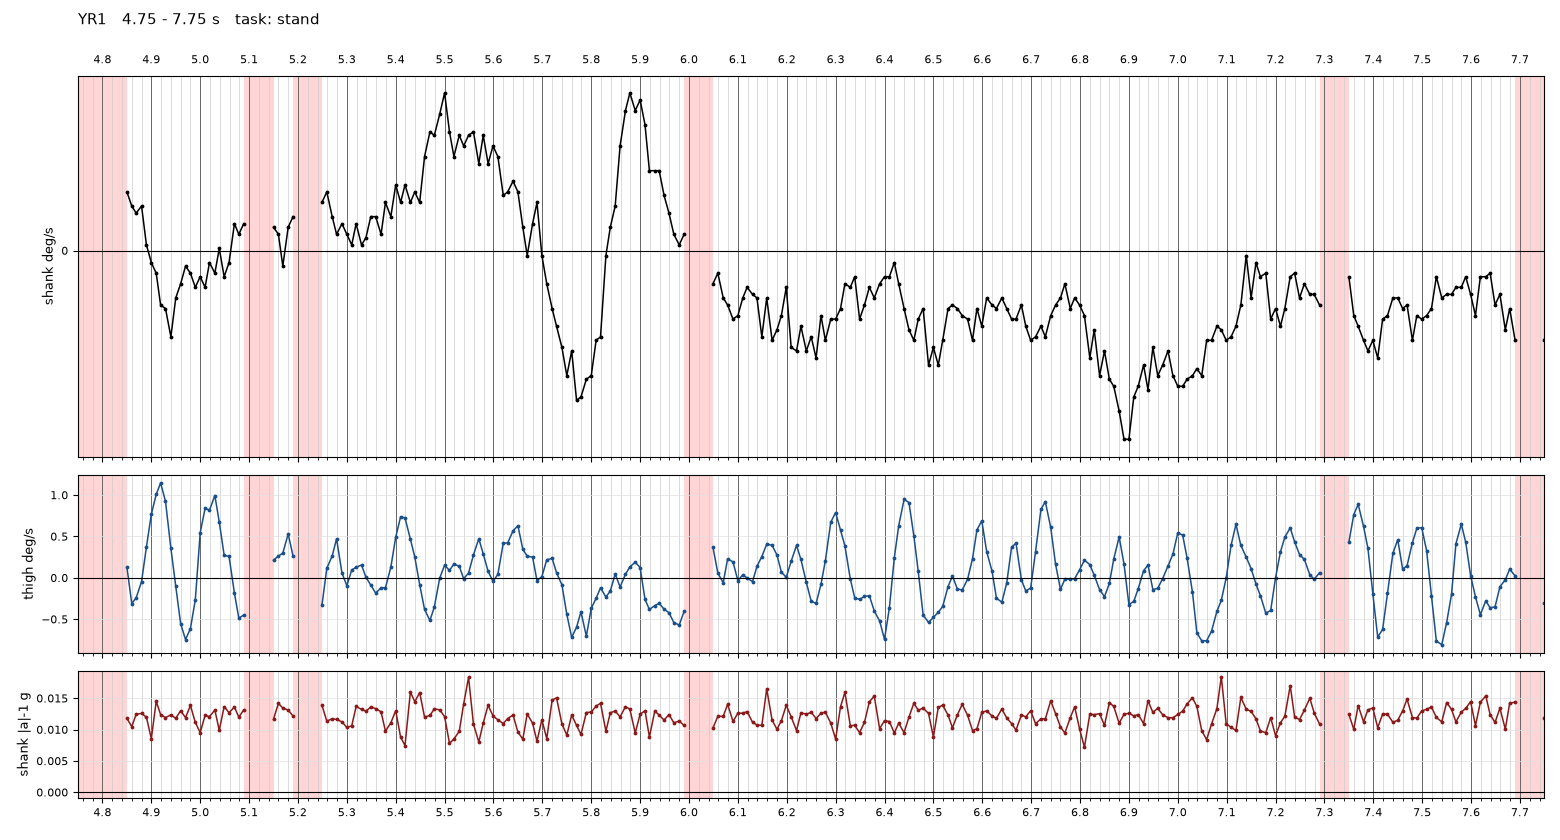 YR1   4.75 - 7.75 s   task: stand
4.8 4.9 5.0 5.1 5.2 5.3 5.4 5.5 5.6 5.7 5.8 5.9 6.0 6.1 6.2 6.3 6.4 6.5 6.6 6.7 6.8 6.9 7.0 7.1 7.2 7.3 7.4 7.5 7.6 7.7
shank deg/s
0
thigh deg/s
1.0
0.5
0.0
−0.5
shank |a|-1 g
0.015
0.010
0.005
0.000
4.8 4.9 5.0 5.1 5.2 5.3 5.4 5.5 5.6 5.7 5.8 5.9 6.0 6.1 6.2 6.3 6.4 6.5 6.6 6.7 6.8 6.9 7.0 7.1 7.2 7.3 7.4 7.5 7.6 7.7